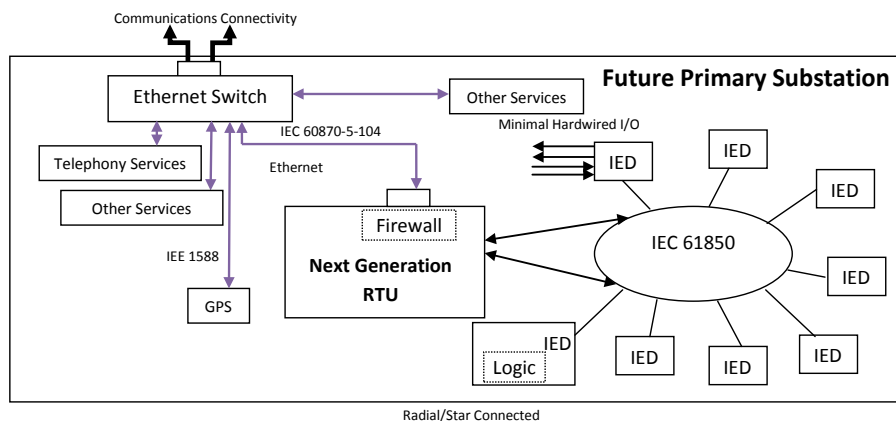 Communications Connectivity
Future Primary Substation
Ethernet Switch
Other Services
IEC 60870-5-104
Minimal Hardwired I/O
Telephony Services
Ethernet
IED
IED
IED
Other Services
Firewall
IEC 61850
IEE 1588
Next Generation
RTU
IED
GPS
IED
Logic
IED
IED
IED
Radial/Star Connected